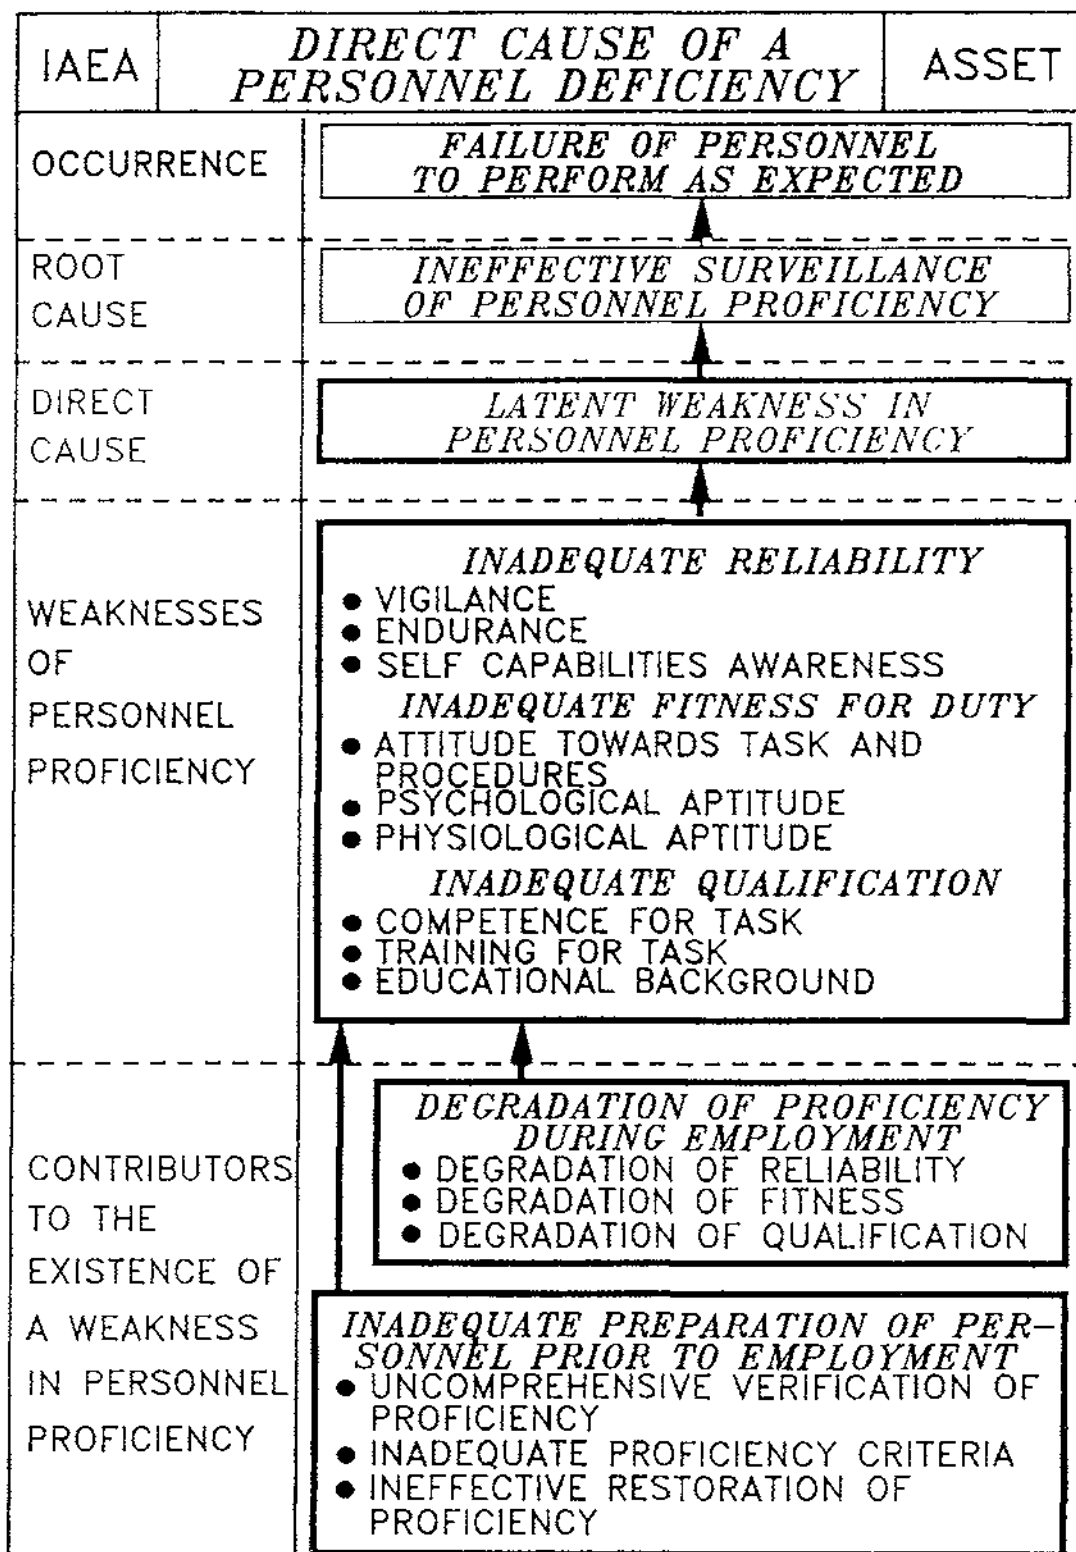 IAEA
DIRECT CAUSE OF A
PERSONNEL DEFICIENCY
ASSET
OCCURRENCE
FAILURE OF PERSONNEL
TO PERFORM AS EXPECTED
ROOT
CAUSE
INEFFECTIVE SURVEILLANCE
OF PERSONNEL PROFICIENCY
DIRECT
CAUSE
LATENT WEAKNESS IN
PERSONNEL PROFICIENCY
WEAKNESSES
OF
PERSONNEL
PROFICIENCY
INADEQUATE RELIABILITY
● VIGILANCE
● ENDURANCE
● SELF CAPABILITIES AWARENESS
INADEQUATE FITNESS FOR DUTY
● ATTITUDE TOWARDS TASK AND
PROCEDURES
● PSYCHOLOGICAL APTITUDE
● PHYSIOLOGICAL APTITUDE
INADEQUATE QUALIFICATION
● COMPETENCE FOR TASK
● TRAINING FOR TASK
● EDUCATIONAL BACKGROUND
CONTRIBUTORS
TO THE
EXISTENCE OF
A WEAKNESS
IN PERSONNEL
PROFICIENCY
DEGRADATION OF PROFICIENCY
DURING EMPLOYMENT
● DEGRADATION OF RELIABILITY
● DEGRADATION OF FITNESS
● DEGRADATION OF QUALIFICATION
INADEQUATE PREPARATION OF PER-
SONNEL PRIOR TO EMPLOYMENT
● UNCOMPREHENSIVE VERIFICATION OF
PROFICIENCY
● INADEQUATE PROFICIENCY CRITERIA
● INEFFECTIVE RESTORATION OF
PROFICIENCY